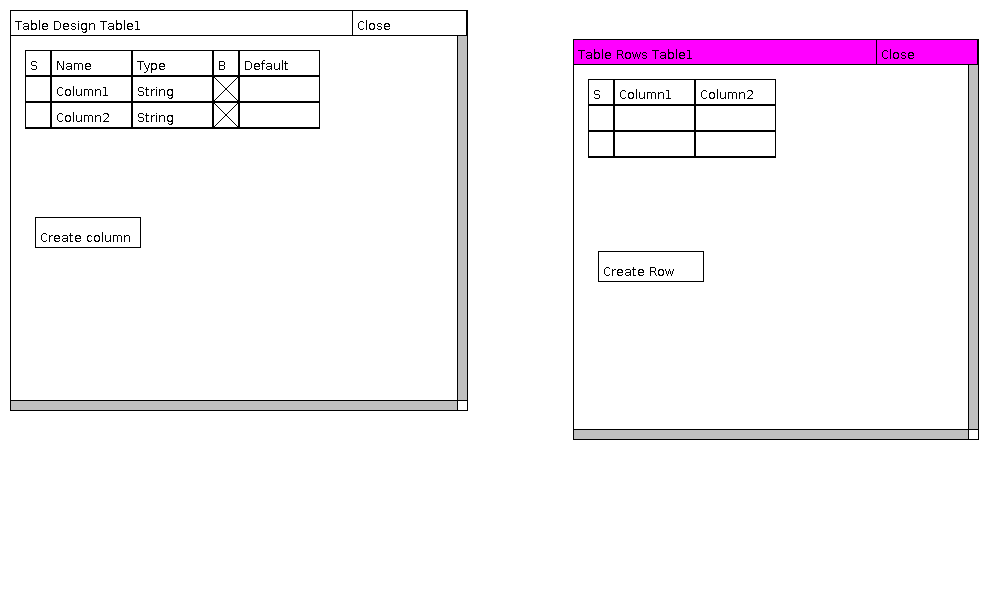 Table Design Table1 Close
S Name Type B Default
Column1 String
Column2 String
Create column
Table Rows Table1 Close
S Column1 Column2
Create Row